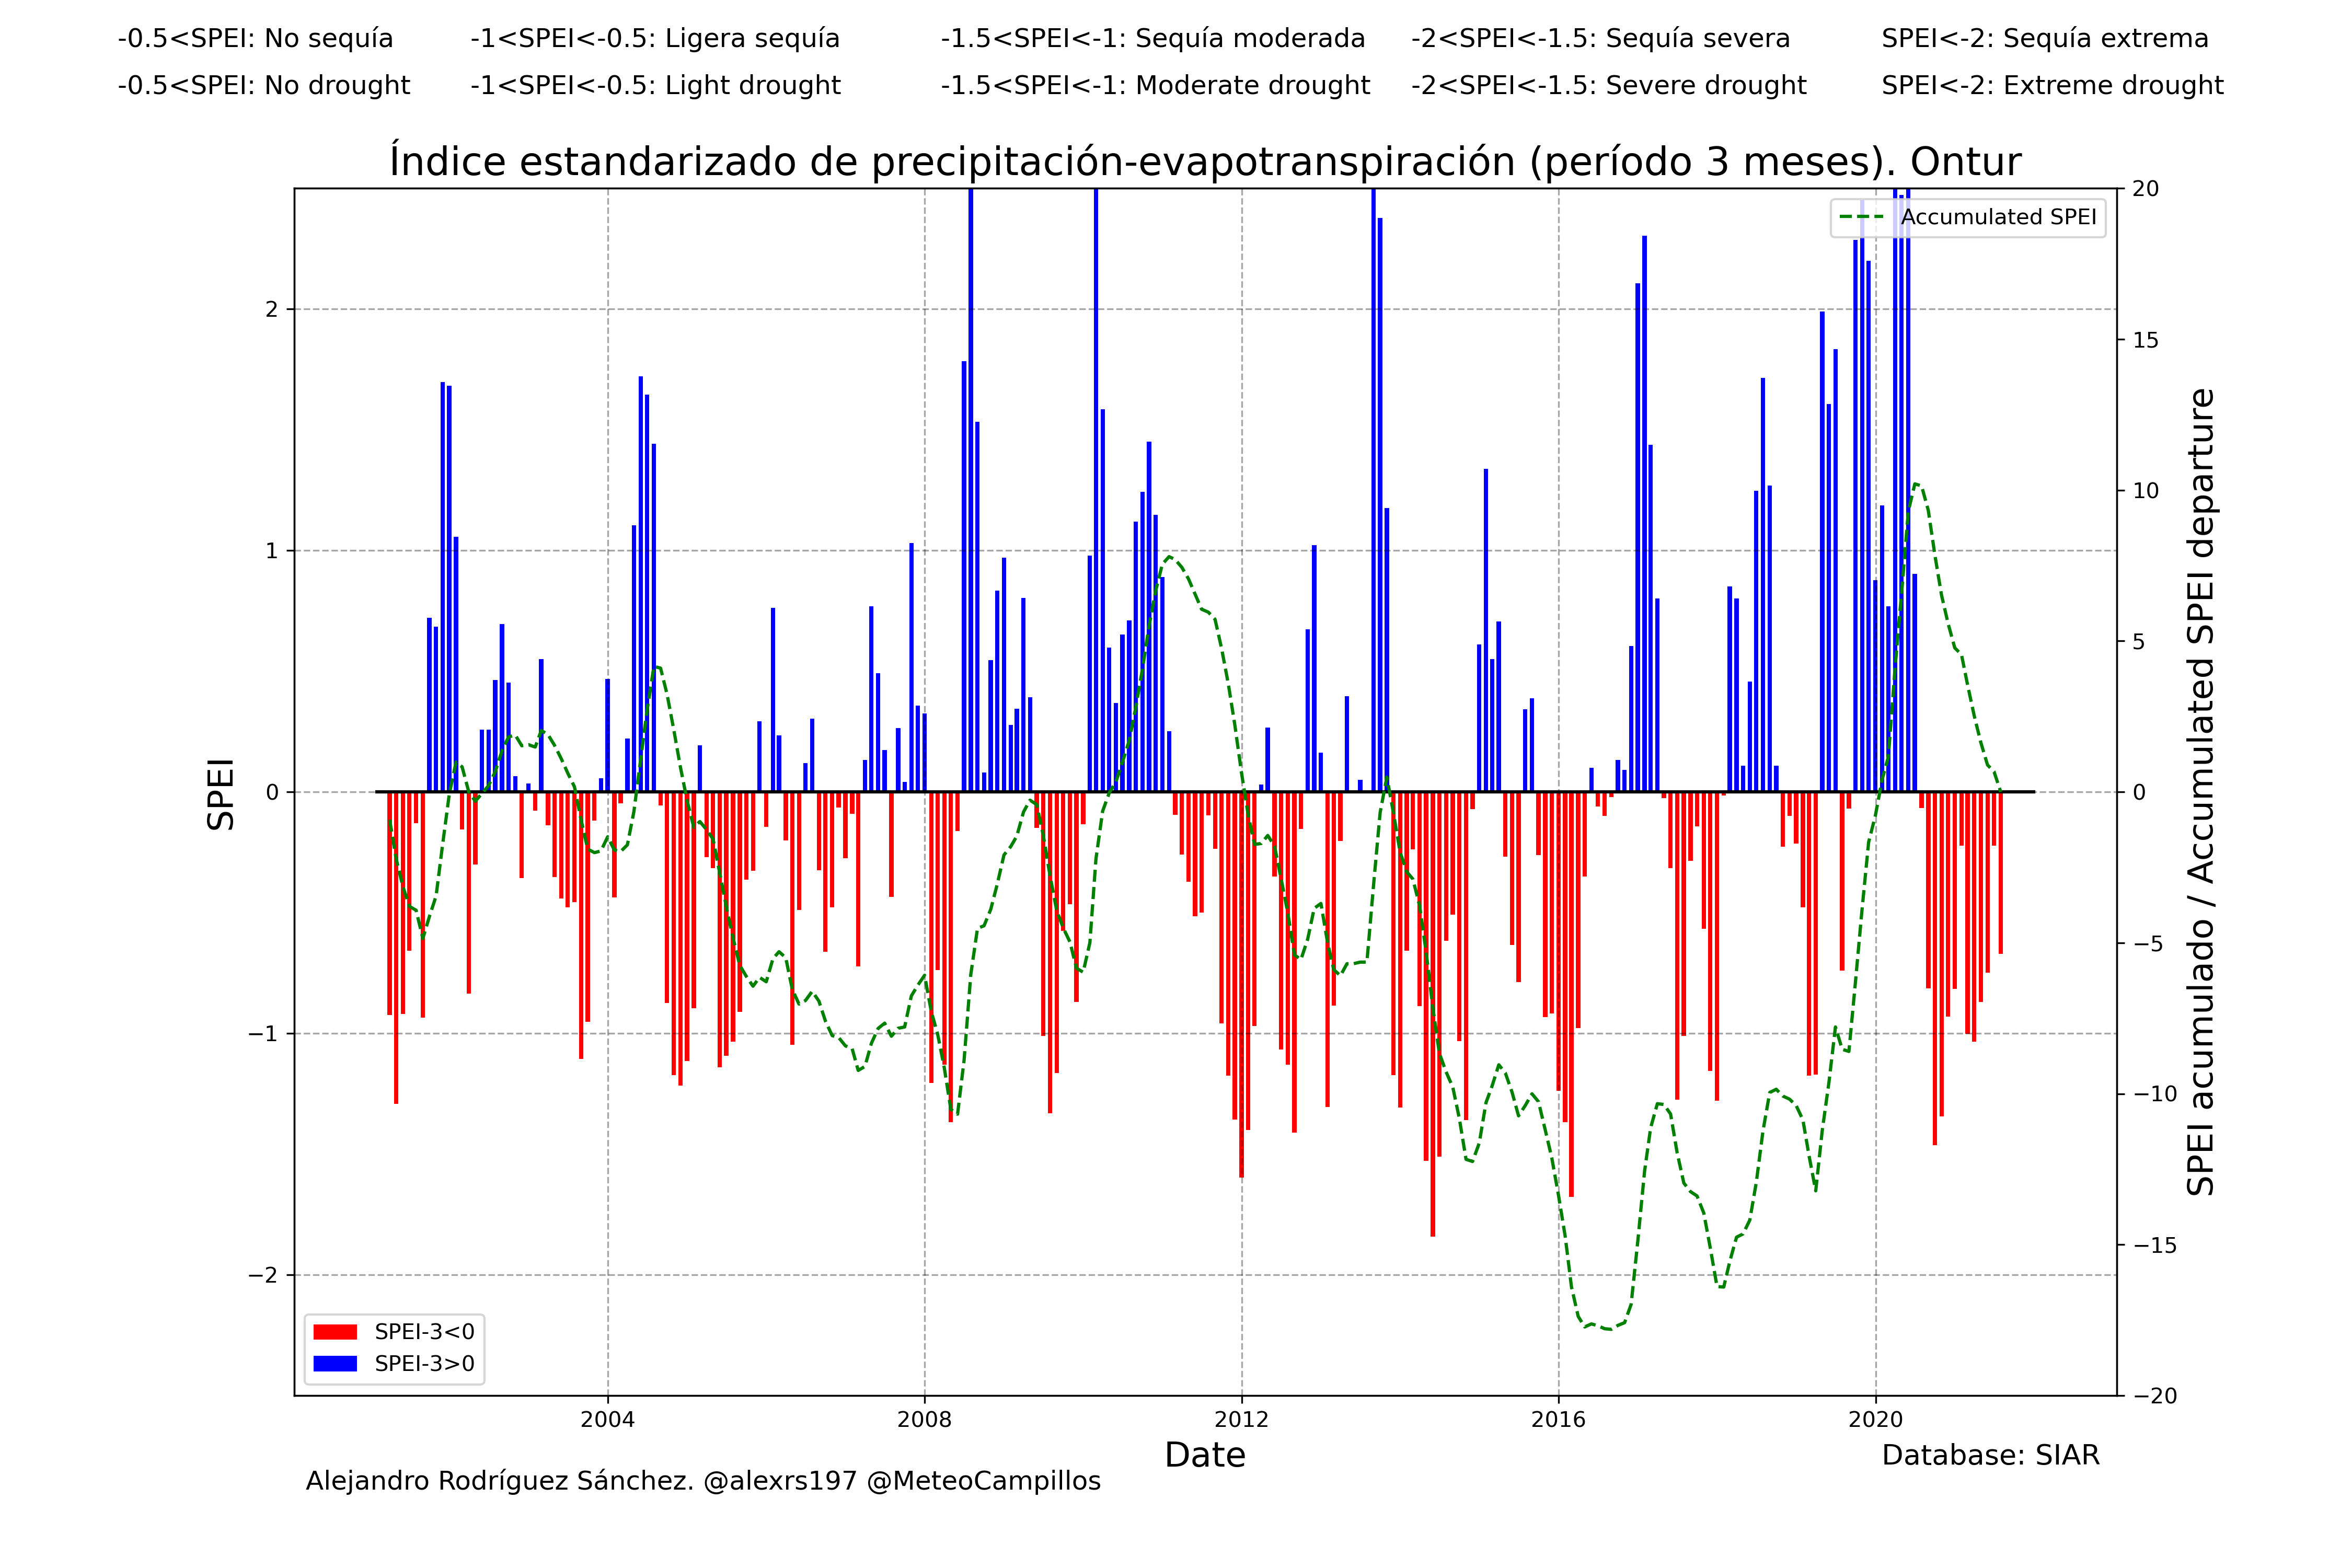 -0.5<SPEI: No sequía -1<SPEI<-0.5: Ligera sequía -1.5<SPEI<-1: Sequía moderada -2<SPEI<-1.5: Sequía severa SPEI<-2: Sequía extrema
-0.5<SPEI: No drought -1<SPEI<-0.5: Light drought -1.5<SPEI<-1: Moderate drought -2<SPEI<-1.5: Severe drought SPEI<-2: Extreme drought
Índice estandarizado de precipitación-evapotranspiración (período 3 meses). Ontur
Accumulated SPEI
SPEI
2
1
0
−1
−2
20
15
10
5
0
−5
−10
−15
−20
SPEI acumulado / Accumulated SPEI departure
SPEI-3<0
SPEI-3>0
2004 2008 2012 2016 2020
Date
Database: SIAR
Alejandro Rodríguez Sánchez. @alexrs197 @MeteoCampillos